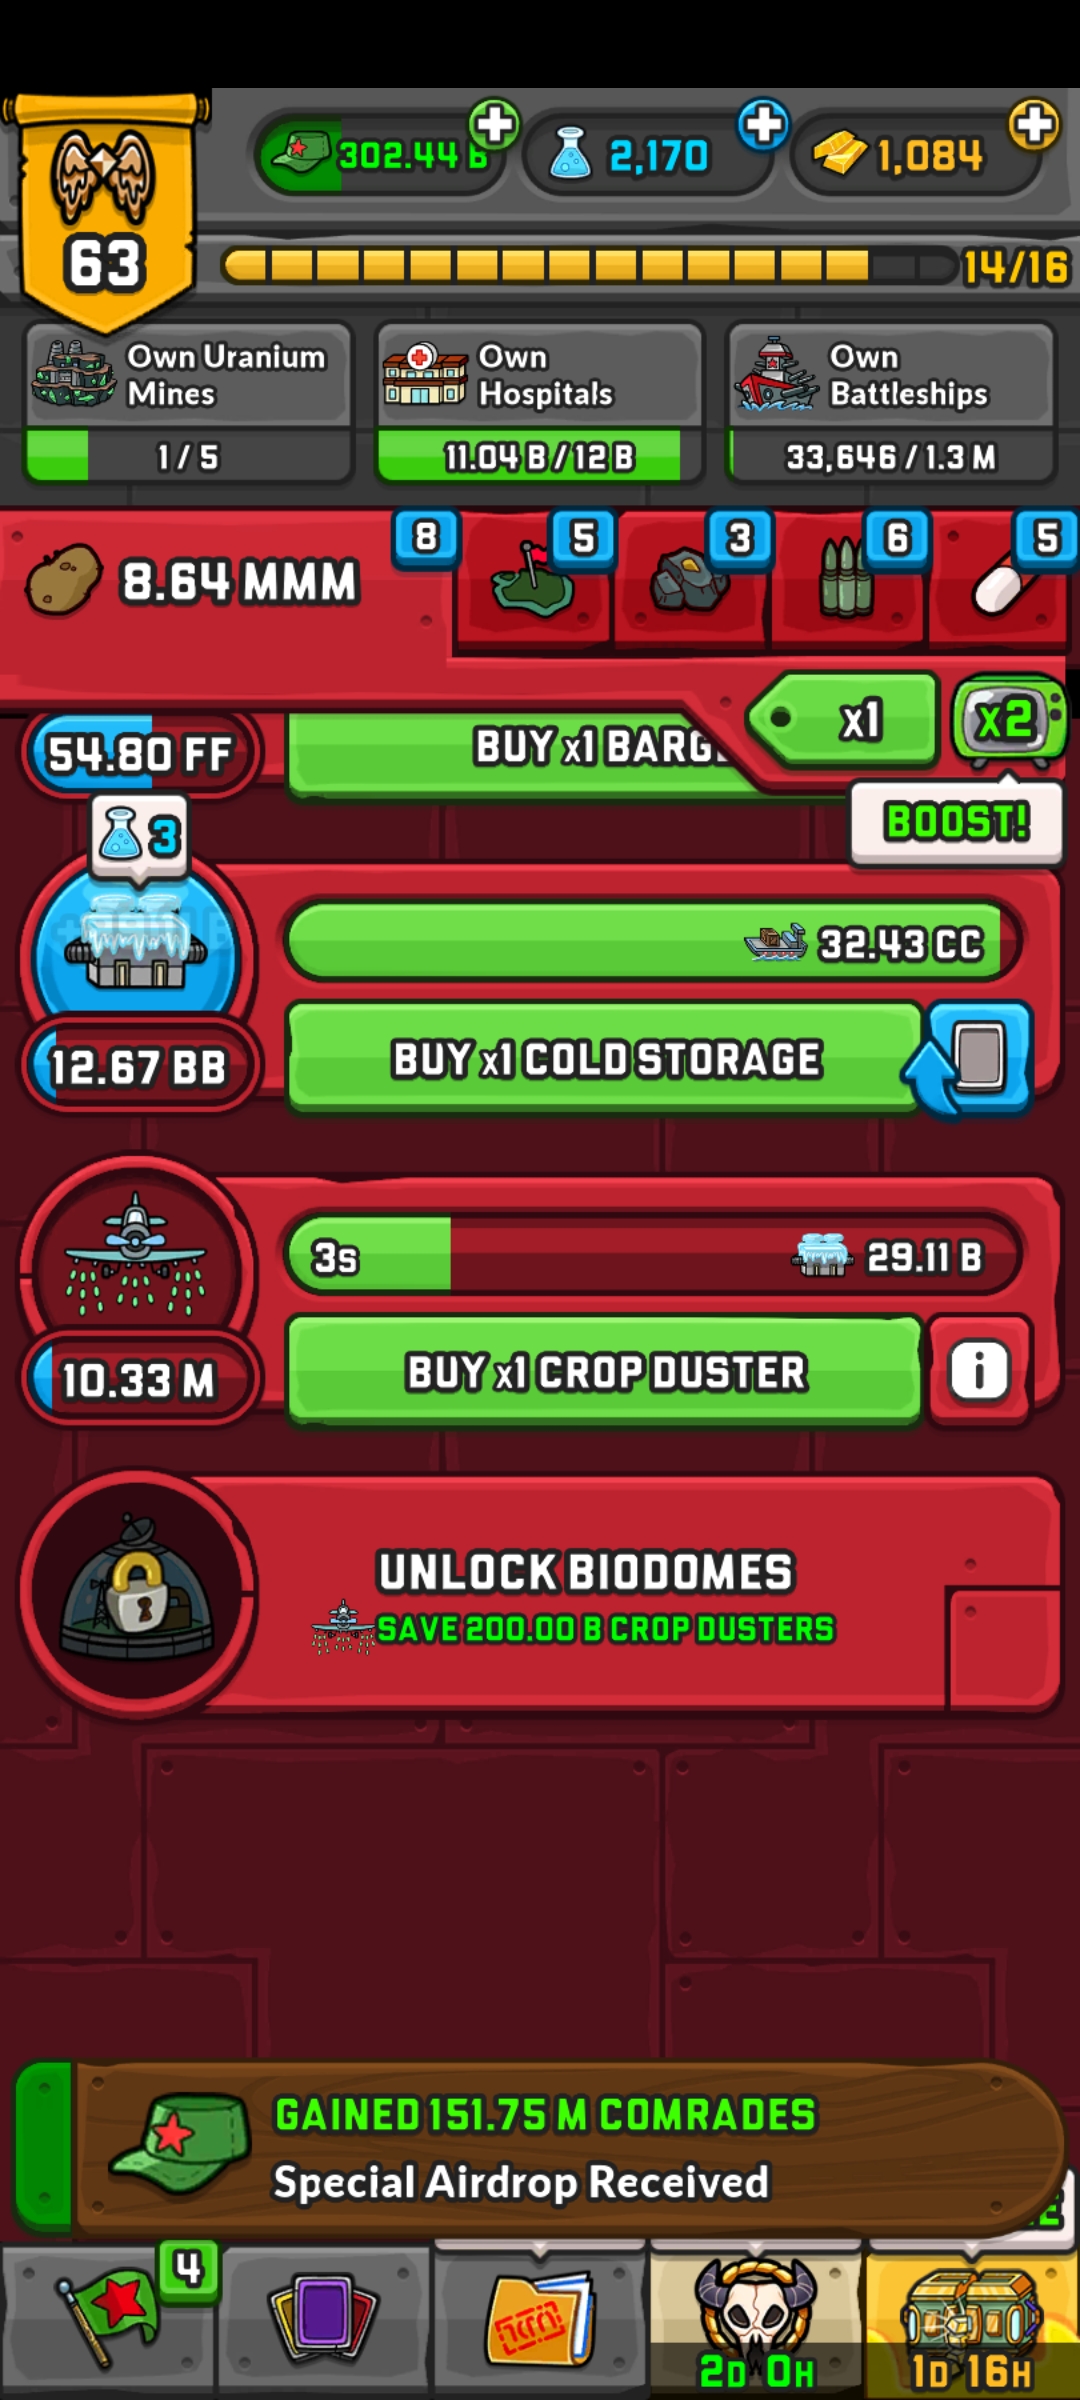 302.44 B
2,170
1,084
63
14/16
Own Uranium
Mines
1 / 5
Own
Hospitals
11.04 B / 12 B
Own
Battleships
33,646 / 1.3 M
8.64 MMM
8
5
3
6
5
x1
x2
BOOST!
54.80 FF
BUY x1
3
32.43 CC
12.67 BB
BUY x1 COLD STORAGE
3s
29.11 B
10.33 M
BUY x1 CROP DUSTER
i
UNLOCK BIODOMES
SAVE 200.00 B CROP DUSTERS
GAINED 151.75 M COMRADES
Special Airdrop Received
4
2D 0H
1D 16H